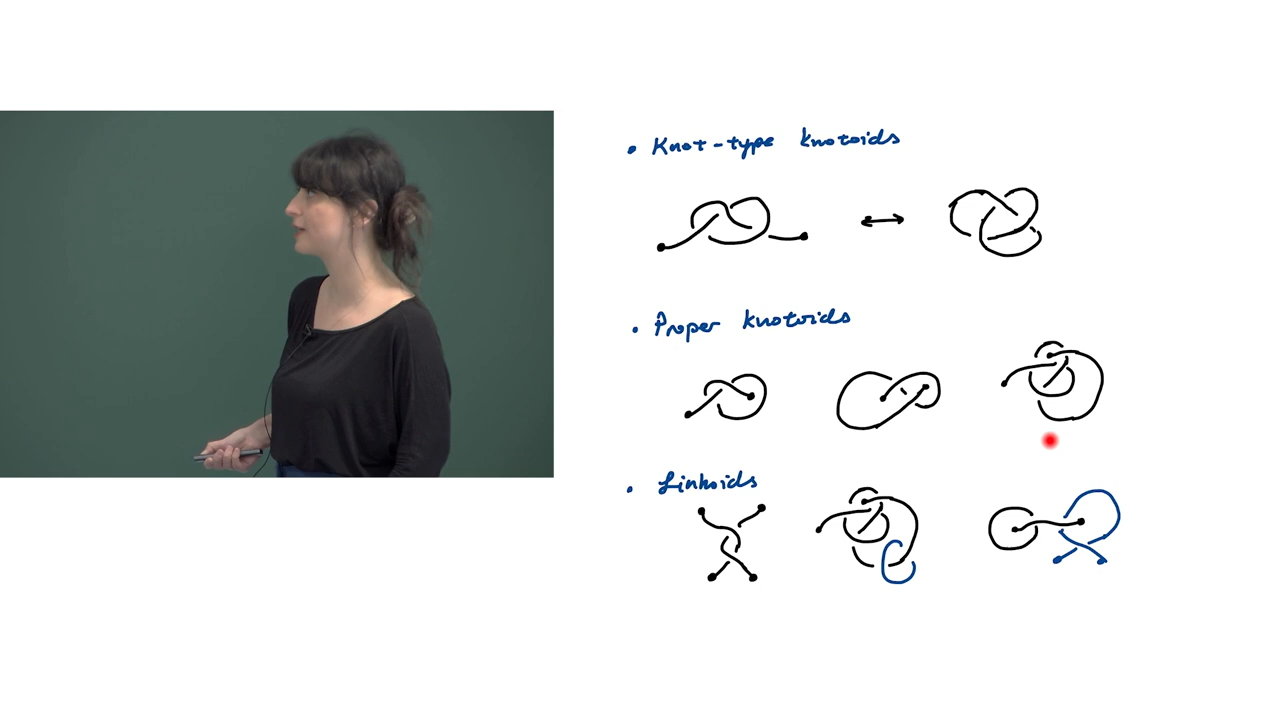 • Knot-type knotoids
• Proper knotoids
• Linkoids